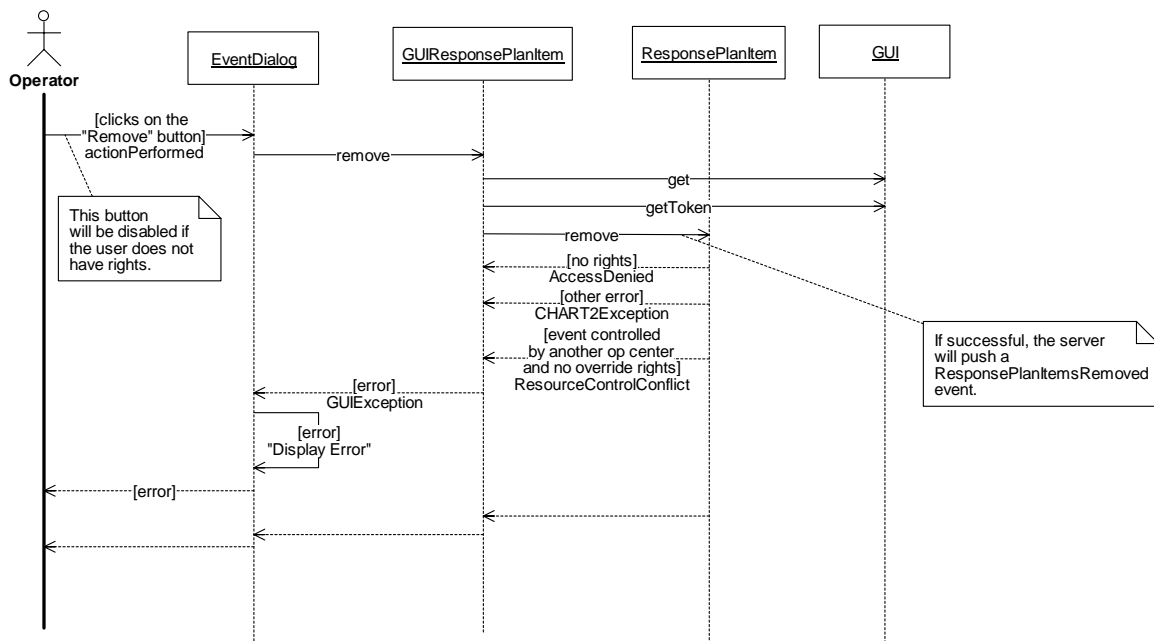 Operator
EventDialog
GUIResponsePlanItem
ResponsePlanItem
GUI
[clicks on the
"Remove" button]
actionPerformed
remove
get
getToken
This button
will be disabled if
the user does not
have rights.
remove
[no rights]
AccessDenied
[other error]
CHART2Exception
[event controlled
by another op center
and no override rights]
ResourceControlConflict
If successful, the server
will push a
ResponsePlanItemsRemoved
event.
[error]
GUIException
[error]
"Display Error"
[error]